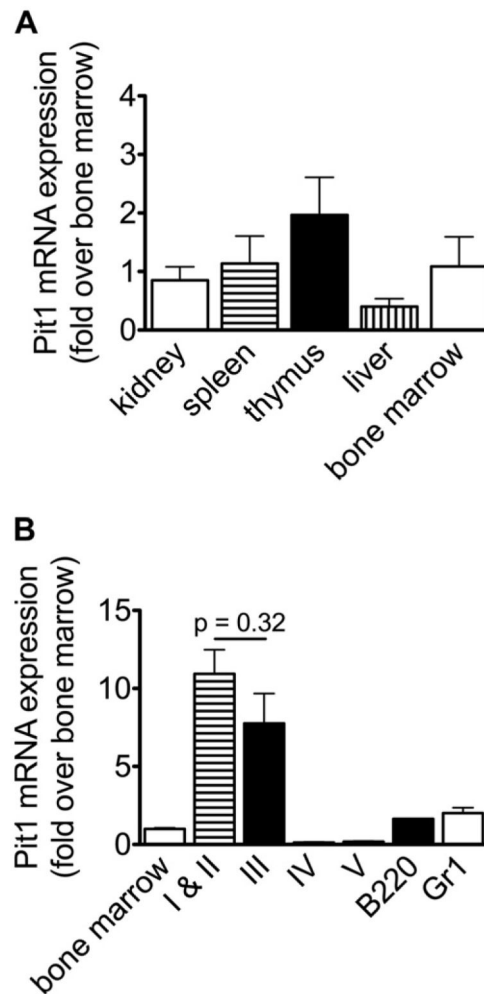 A
Pit1 mRNA expression
(fold over bone marrow)
4
3
2
1
0
kidney
spleen
thymus
liver
bone marrow
B
Pit1 mRNA expression
(fold over bone marrow)
15
10
5
0
p = 0.32
bone marrow
I & II
III
IV
V
B220
Gr1